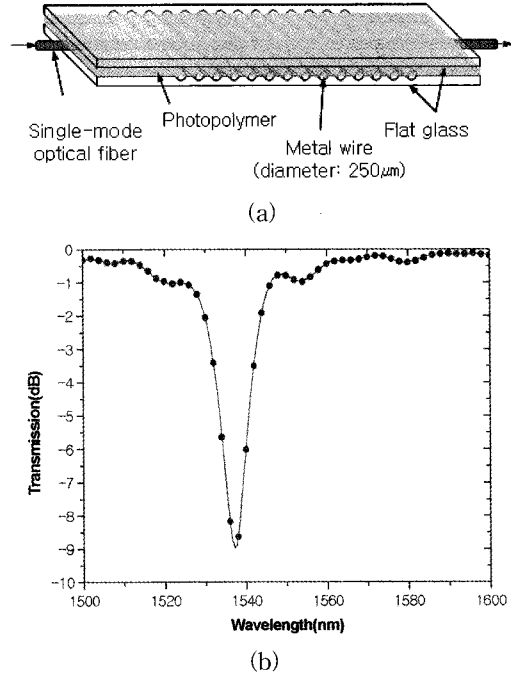 Photopolymer
Single-mode
optical fiber
Metal wire
(diameter: 250㎛)
Flat glass
(a)
0
-1
-2
-3
-4
-5
-6
-7
-8
-9
-10
Transmission(dB)
1500
1520
1540
1560
1580
1600
Wavelength(nm)
(b)